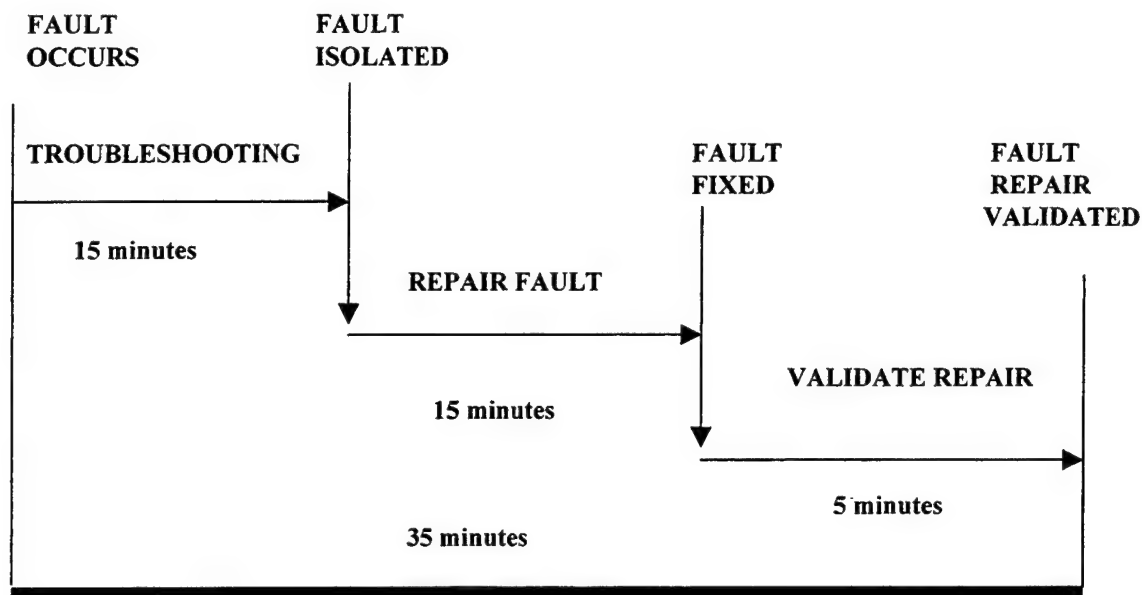 FAULT
OCCURS
FAULT
ISOLATED
TROUBLESHOOTING
15 minutes
FAULT
FIXED
FAULT
REPAIR
VALIDATED
REPAIR FAULT
15 minutes
VALIDATE REPAIR
5 minutes
35 minutes